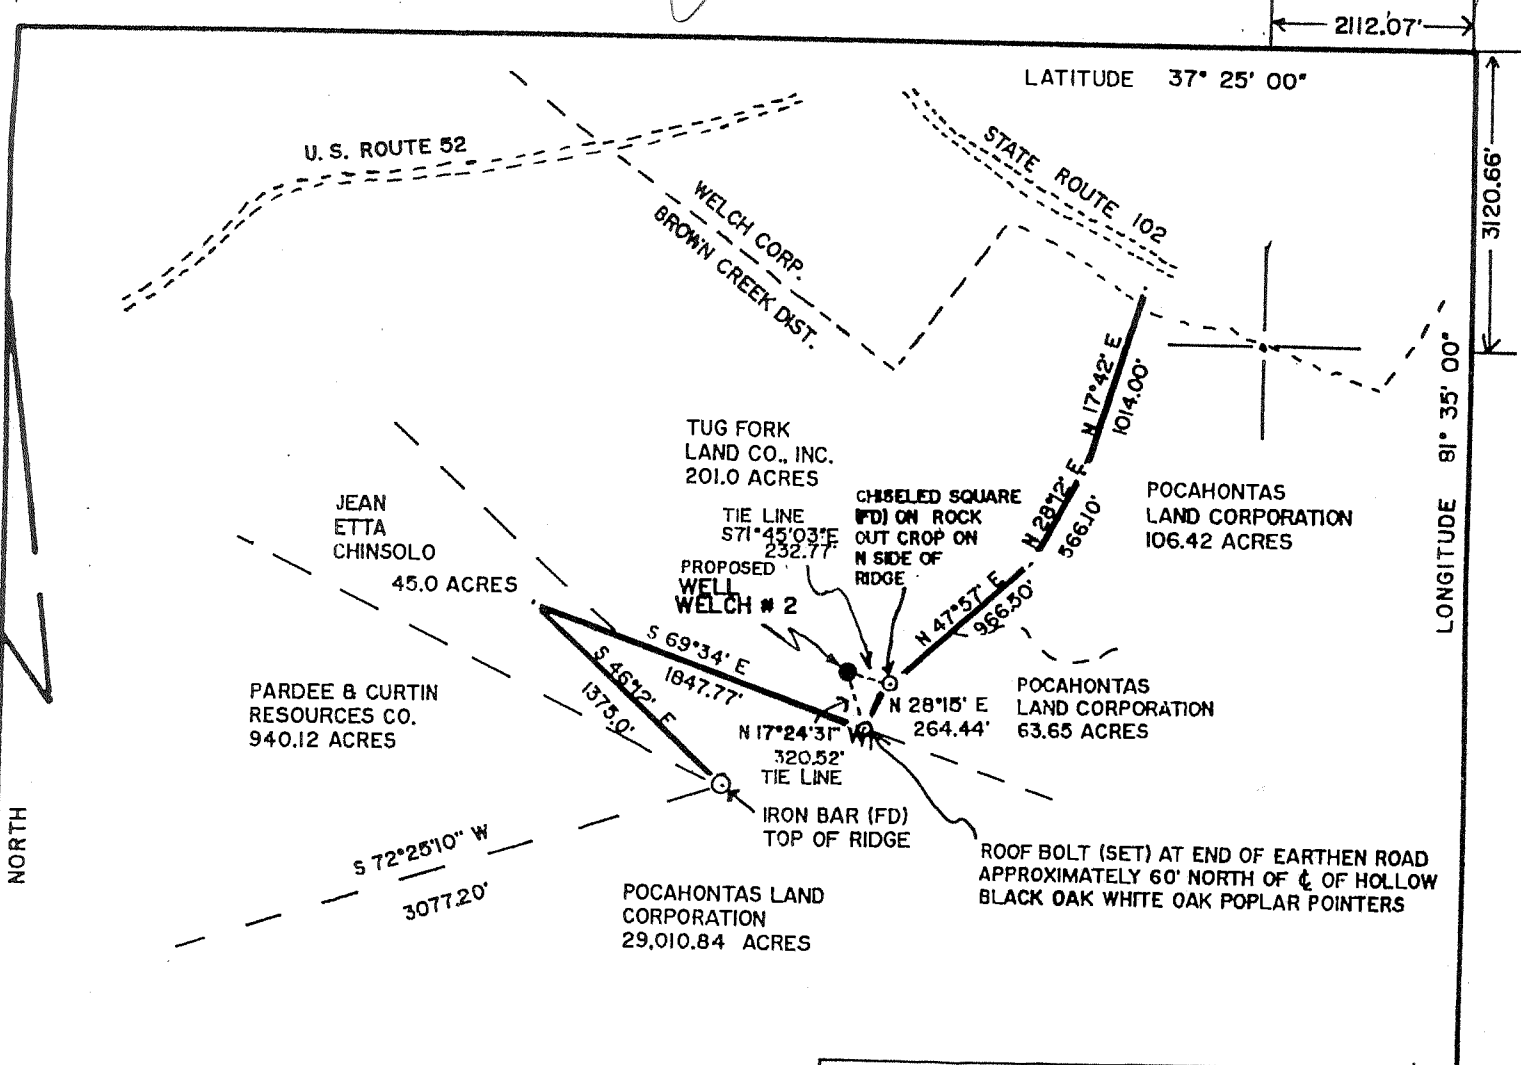 2112.07'
LATITUDE 37° 25' 00"
3120.66'
U. S. ROUTE 52
STATE ROUTE 102
WELCH CORP.
BROWN CREEK DIST.
N 17°42' E
1014.00'
LONGITUDE 81° 35' 00"
TUG FORK
LAND CO., INC.
201.0 ACRES
N 28°12' E
566.10'
POCAHONTAS
LAND CORPORATION
106.42 ACRES
CHISELED SQUARE
(FD) ON ROCK
OUT CROP ON
N SIDE OF
RIDGE
JEAN
ETTA
CHINSOLO
45.0 ACRES
TIE LINE
S71°45'03"E
232.77'
PROPOSED
WELL
WELCH # 2
N 47°57' E
966.50'
S 69°34' E
1847.77'
S 46°12' E
1375.0'
PARDEE & CURTIN
RESOURCES CO.
940.12 ACRES
N 28°15' E
264.44'
POCAHONTAS
LAND CORPORATION
63.65 ACRES
N 17°24'31" W
320.52'
TIE LINE
IRON BAR (FD)
TOP OF RIDGE
NORTH
S 72°25'10" W
3077.20'
ROOF BOLT (SET) AT END OF EARTHEN ROAD
APPROXIMATELY 60' NORTH OF ℄ OF HOLLOW
BLACK OAK WHITE OAK POPLAR POINTERS
POCAHONTAS LAND
CORPORATION
29,010.84 ACRES